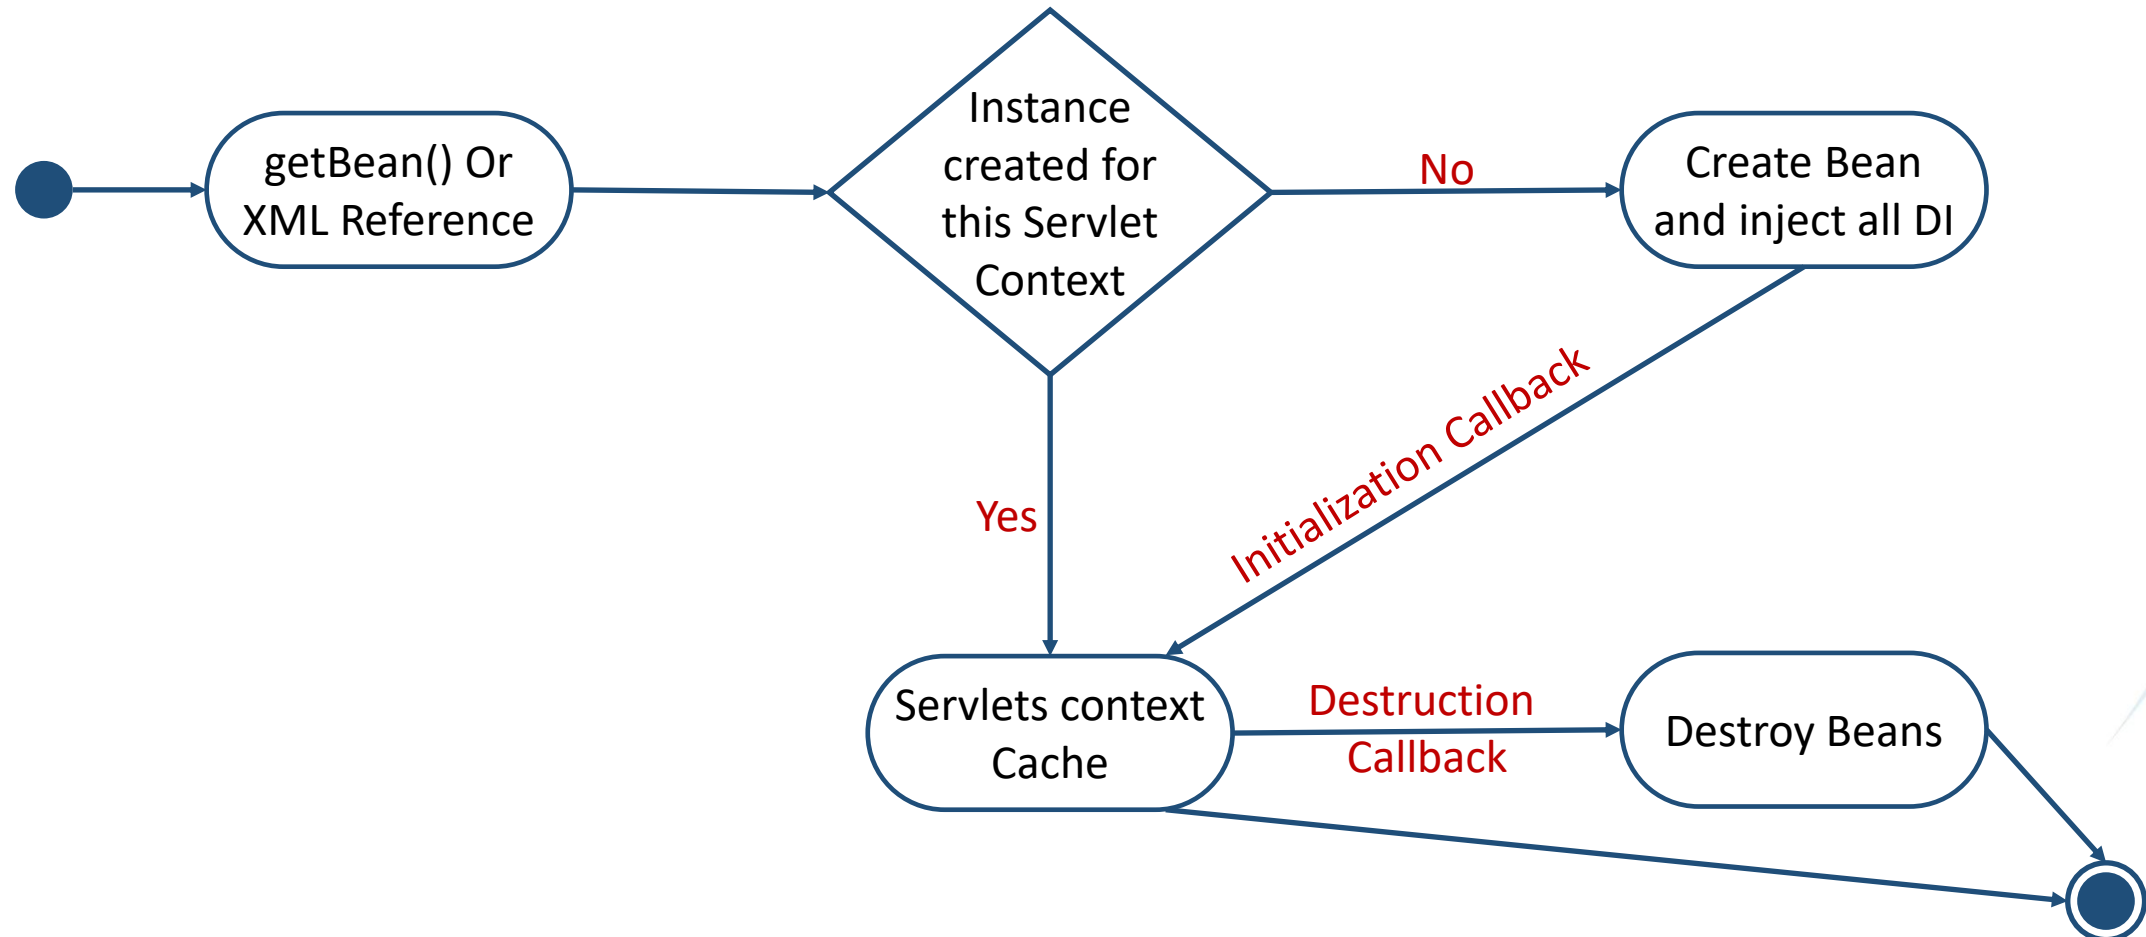 getBean() Or
XML Reference
Instance
created for
this Servlet
Context
No
Create Bean
and inject all DI
Yes
Initialization Callback
Servlets context
Cache
Destruction
Callback
Destroy Beans